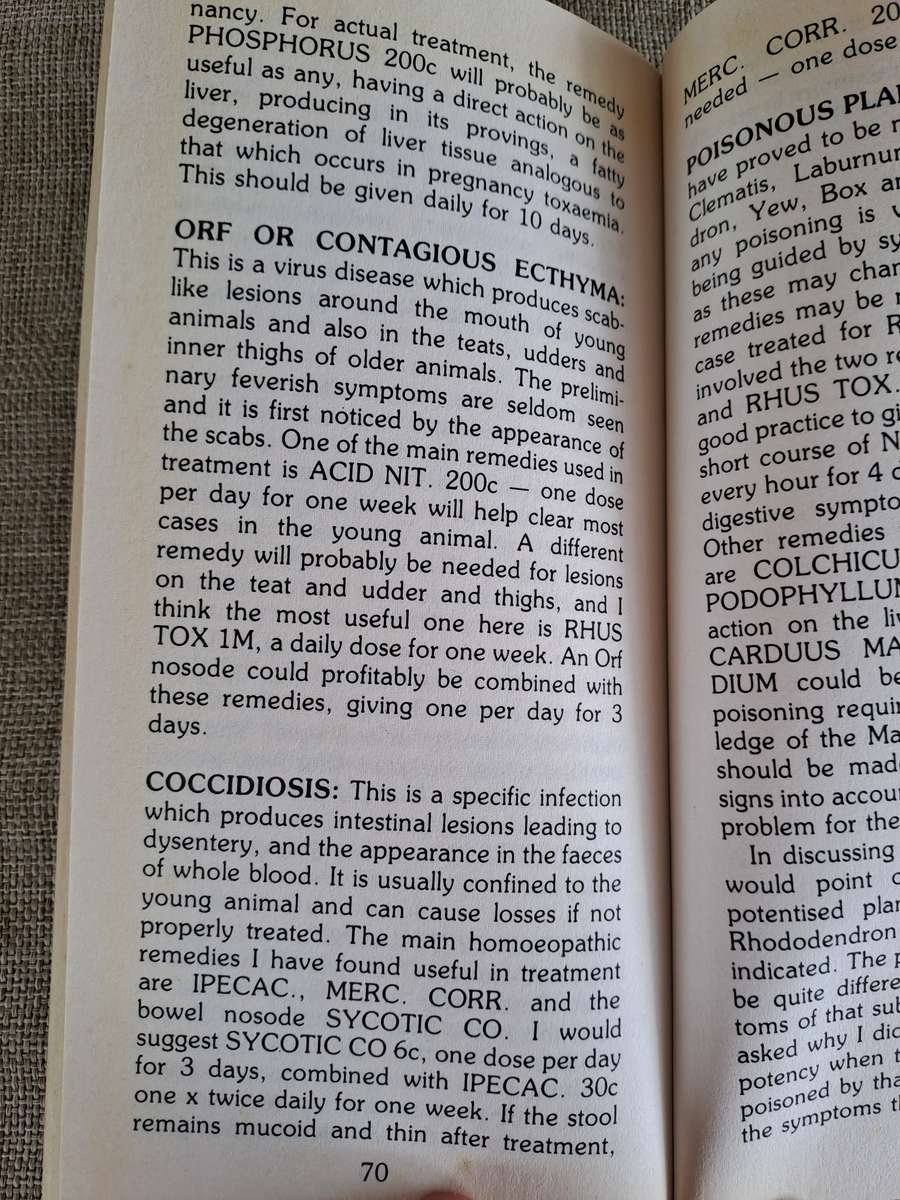 nancy. For actual treatment, the remedy
PHOSPHORUS 200c will probably be as
useful as any, having a direct action on the
liver, producing in its provings, a fatty
degeneration of liver tissue analogous to
that which occurs in pregnancy toxaemia.
This should be given daily for 10 days.
ORF OR CONTAGIOUS ECTHYMA:
This is a virus disease which produces scab-
like lesions around the mouth of young
animals and also in the teats, udders and
inner thighs of older animals. The prelimi-
nary feverish symptoms are seldom seen
and it is first noticed by the appearance of
the scabs. One of the main remedies used in
treatment is ACID NIT. 200c — one dose
per day for one week will help clear most
cases in the young animal. A different
remedy will probably be needed for lesions
on the teat and udder and thighs, and I
think the most useful one here is RHUS
TOX 1M, a daily dose for one week. An Orf
nosode could profitably be combined with
these remedies, giving one per day for 3
days.
COCCIDIOSIS: This is a specific infection
which produces intestinal lesions leading to
dysentery, and the appearance in the faeces
of whole blood. It is usually confined to the
young animal and can cause losses if not
properly treated. The main homoeopathic
remedies I have found useful in treatment
are IPECAC., MERC. CORR. and the
bowel nosode SYCOTIC CO. I would
suggest SYCOTIC CO 6c, one dose per day
for 3 days, combined with IPECAC. 30c
one x twice daily for one week. If the stool
remains mucoid and thin after treatment,
70
MERC. CORR. 20
needed — one dose
POISONOUS
have proved to be
Clematis,
dron, Yew, Box
any poisoning is
being guided by
as these may
remedies may be
case treated for
involved the two
and RHUS TOX.
good practice to
short course of
every hour for 4
digestive
Other remedies
are
action on the
CARDUUS
DIUM could
poisoning
ledge of the
should be made
signs into
problem for the
In discussing
would point
potentised
Rhododendron
indicated. The
be quite
toms of that
asked why I
potency when
poisoned by
the symptoms